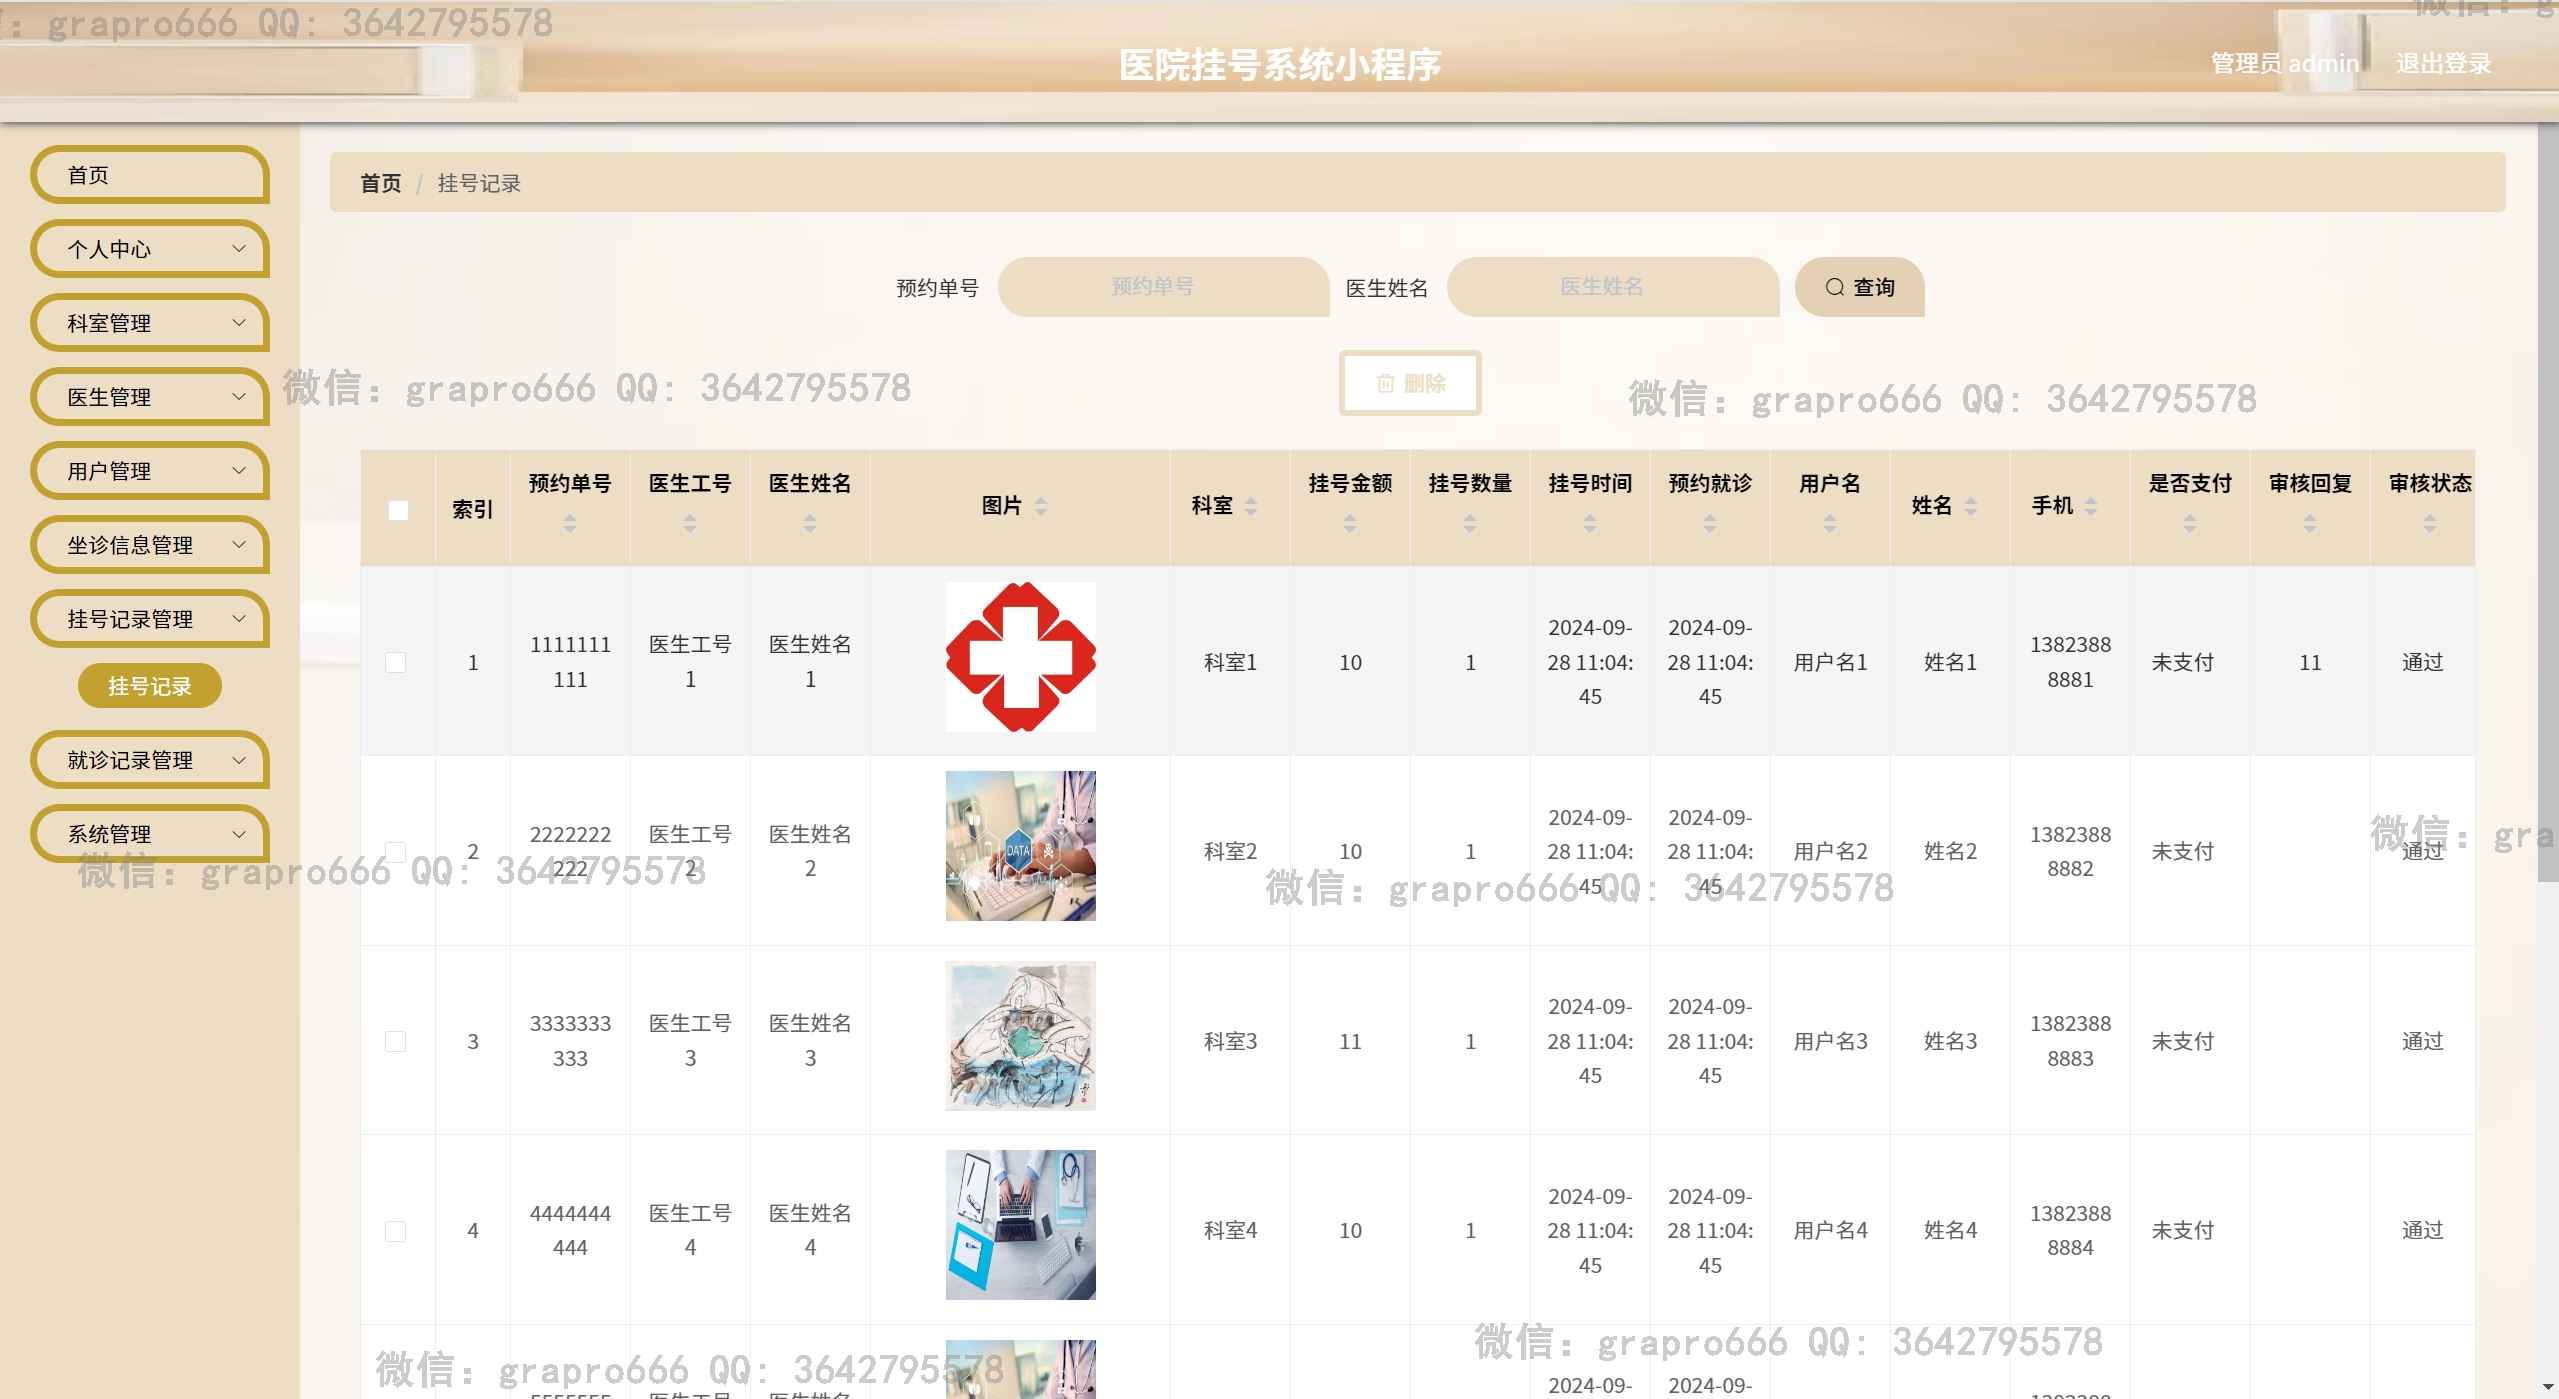 : grapro666 QQ: 3642795578
医院挂号系统小程序
管理员 admin 退出登录
首页
个人中心
科室管理
医生管理
用户管理
坐诊信息管理
挂号记录管理
挂号记录
就诊记录管理
系统管理
首页 / 挂号记录
预约单号 预约单号 医生姓名 医生姓名 查询
删除
微信: grapro666 QQ: 3642795578
微信: grapro666 QQ: 3642795578
索引 预约单号 医生工号 医生姓名 图片 科室 挂号金额 挂号数量 挂号时间 预约就诊 用户名 姓名 手机 是否支付 审核回复 审核状态
1 1111111111 医生工号1 医生姓名1 科室1 10 1 2024-09-28 11:04:45 2024-09-28 11:04:45 用户名1 姓名1 13823888881 未支付 11 通过
2 2222222222 医生工号2 医生姓名2 DATA 科室2 10 1 2024-09-28 11:04:45 2024-09-28 11:04:45 用户名2 姓名2 13823888882 未支付 通过
微信: grapro666 QQ: 3642795578
微信: grapro666 QQ: 3642795578
微信: gra
3 3333333333 医生工号3 医生姓名3 科室3 11 1 2024-09-28 11:04:45 2024-09-28 11:04:45 用户名3 姓名3 13823888883 未支付 通过
4 4444444444 医生工号4 医生姓名4 科室4 10 1 2024-09-28 11:04:45 2024-09-28 11:04:45 用户名4 姓名4 13823888884 未支付 通过
微信: grapro666 QQ: 3642795578
微信: grapro666 QQ: 3642795578
2024-09- 2024-09-